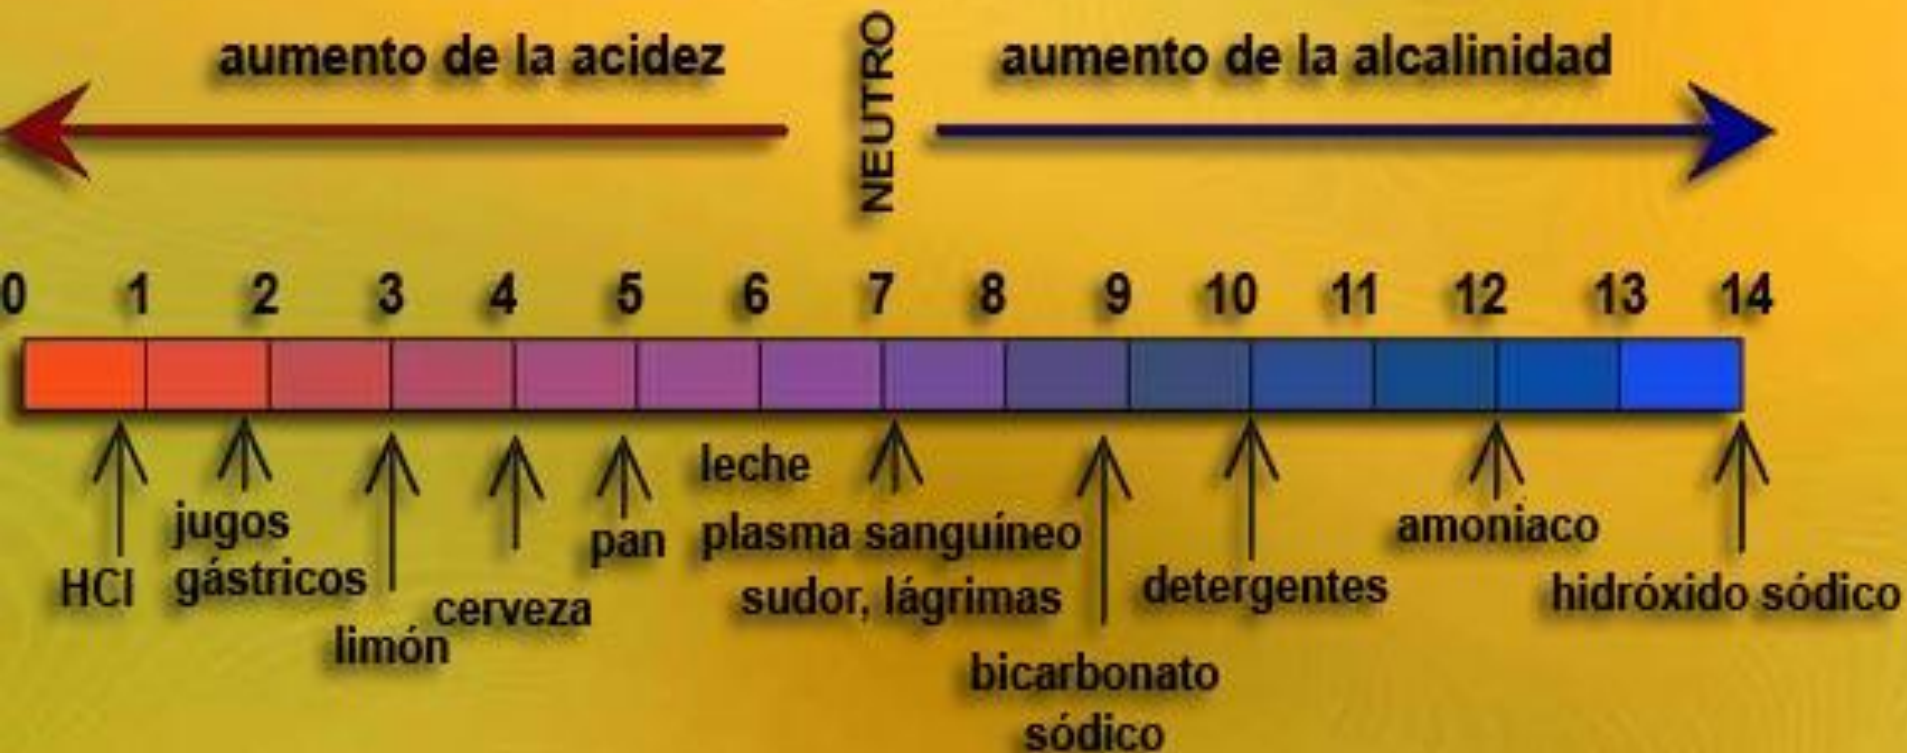 aumento de la acidez
NEUTRO
aumento de la alcalinidad
0 1 2 3 4 5 6 7 8 9 10 11 12 13 14
HCl
jugos
gástricos
limón
cerveza
pan
leche
plasma sanguíneo
sudor, lágrimas
bicarbonato
sódico
detergentes
amoniaco
hidróxido sódico